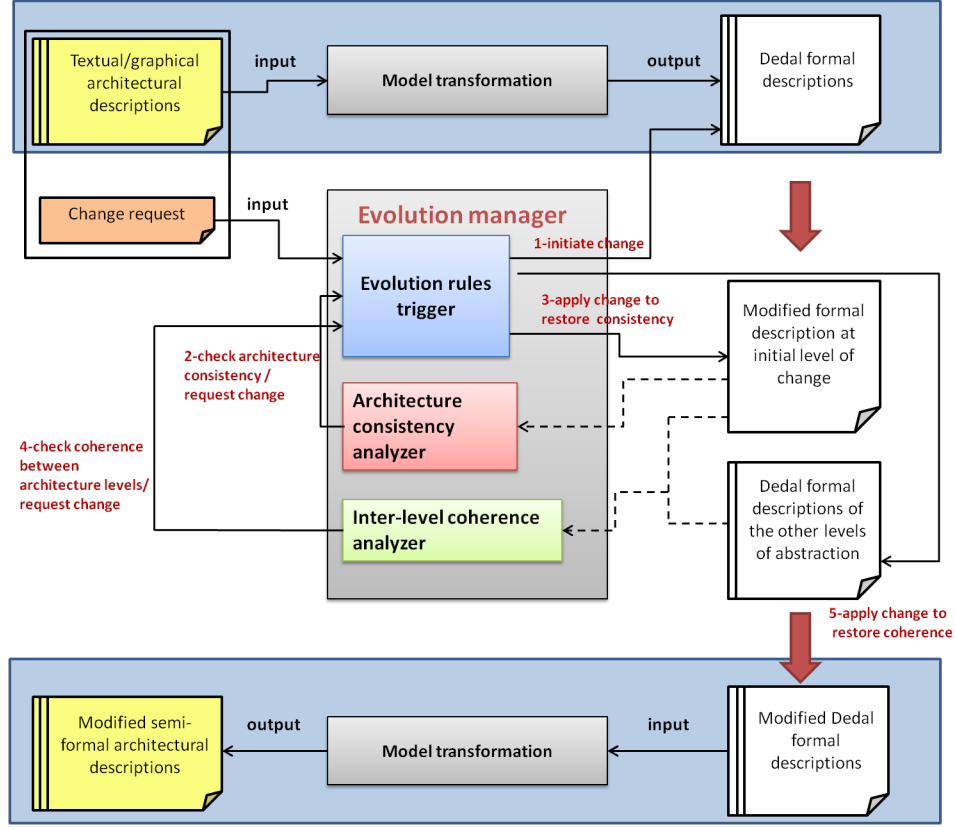 Textual/graphical
architectural
descriptions
input
Model transformation
output
Dedal formal
descriptions
Change request
input
Evolution manager
1-initiate change
Evolution rules
trigger
3-apply change to
restore consistency
Modified formal
description at
initial level of
change
2-check architecture
consistency /
request change
Architecture
consistency
analyzer
4-check coherence
between
architecture levels/
request change
Inter-level coherence
analyzer
Dedal formal
descriptions of
the other levels
of abstraction
5-apply change to
restore coherence
Modified semi-
formal architectural
descriptions
output
Model transformation
input
Modified Dedal
formal
descriptions